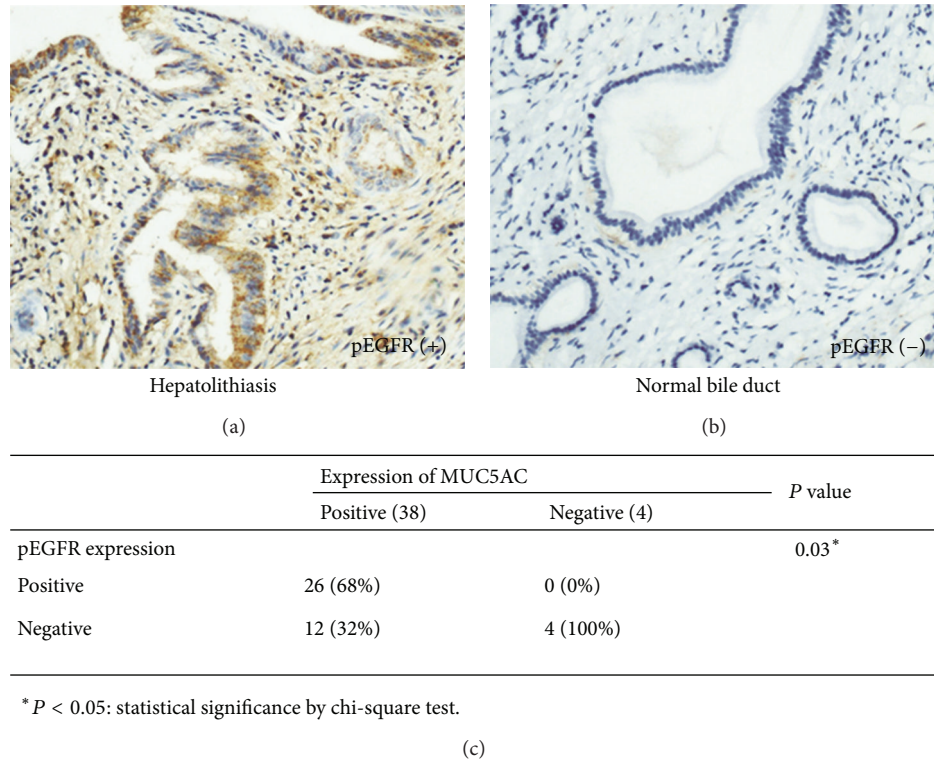 pEGFR (+)
pEGFR (−)
Hepatolithiasis
Normal bile duct
(a)
(b)
Expression of MUC5AC
P value
Positive (38)
Negative (4)
pEGFR expression
0.03*
Positive 26 (68%) 0 (0%)
Negative 12 (32%) 4 (100%)
*P < 0.05: statistical significance by chi-square test.
(c)